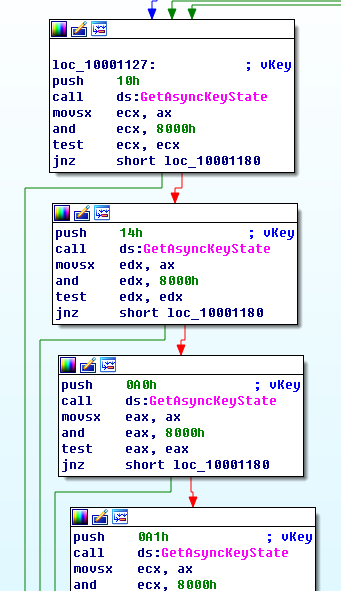 loc_10001127: ; vKey
push 10h
call ds:GetAsyncKeyState
movsx ecx, ax
and ecx, 8000h
test ecx, ecx
jnz short loc_10001180
push 14h ; vKey
call ds:GetAsyncKeyState
movsx edx, ax
and edx, 8000h
test edx, edx
jnz short loc_10001180
push 0A0h ; vKey
call ds:GetAsyncKeyState
movsx eax, ax
and eax, 8000h
test eax, eax
jnz short loc_10001180
push 0A1h ; vKey
call ds:GetAsyncKeyState
movsx ecx, ax
and ecx, 8000h